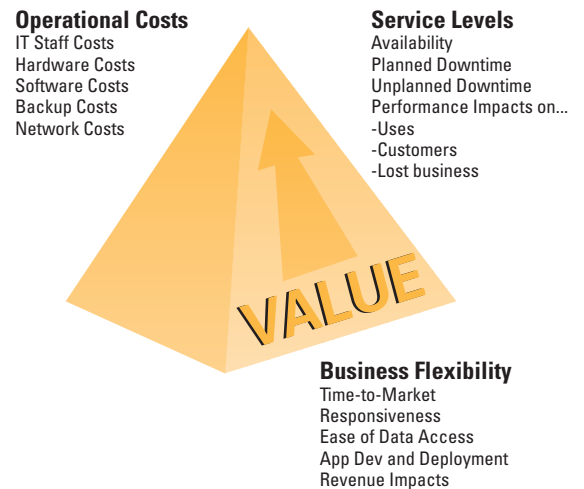 Operational Costs
IT Staff Costs
Hardware Costs
Software Costs
Backup Costs
Network Costs
Service Levels
Availability
Planned Downtime
Unplanned Downtime
Performance Impacts on...
-Uses
-Customers
-Lost business
VALUE
Business Flexibility
Time-to-Market
Responsiveness
Ease of Data Access
App Dev and Deployment
Revenue Impacts